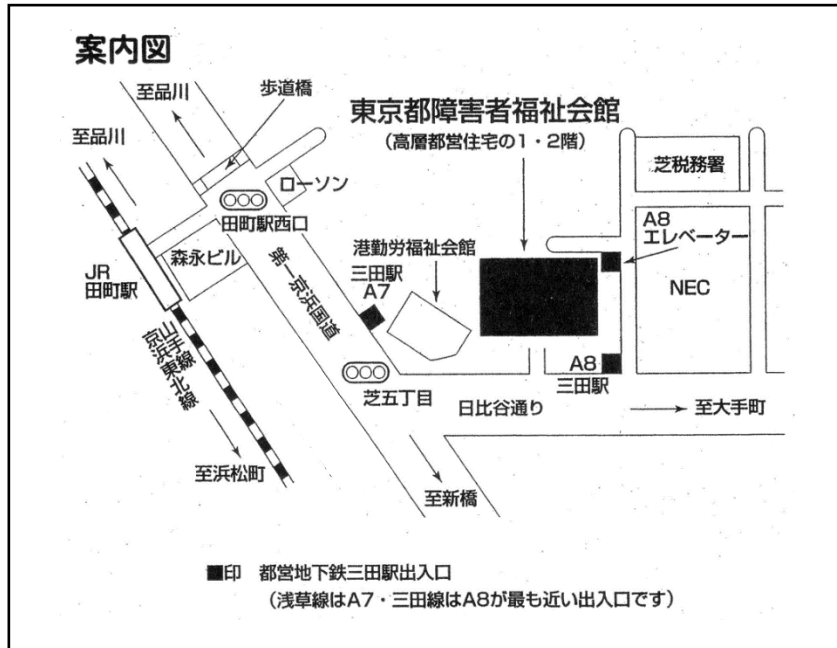 案内図
至品川
歩道橋
至品川
東京都障害者福祉会館
(高層都営住宅の1・2階)
芝税務署
ローソン
田町駅西口
A8
エレベーター
港勤労福祉会館
三田駅
A7
森永ビル
JR
田町駅
第一京浜国道
NEC
山手線
京浜東北線
A8
三田駅
芝五丁目
日比谷通り
至大手町
至浜松町
至新橋
■印 都営地下鉄三田駅出入口
(浅草線はA7・三田線はA8が最も近い出入口です)